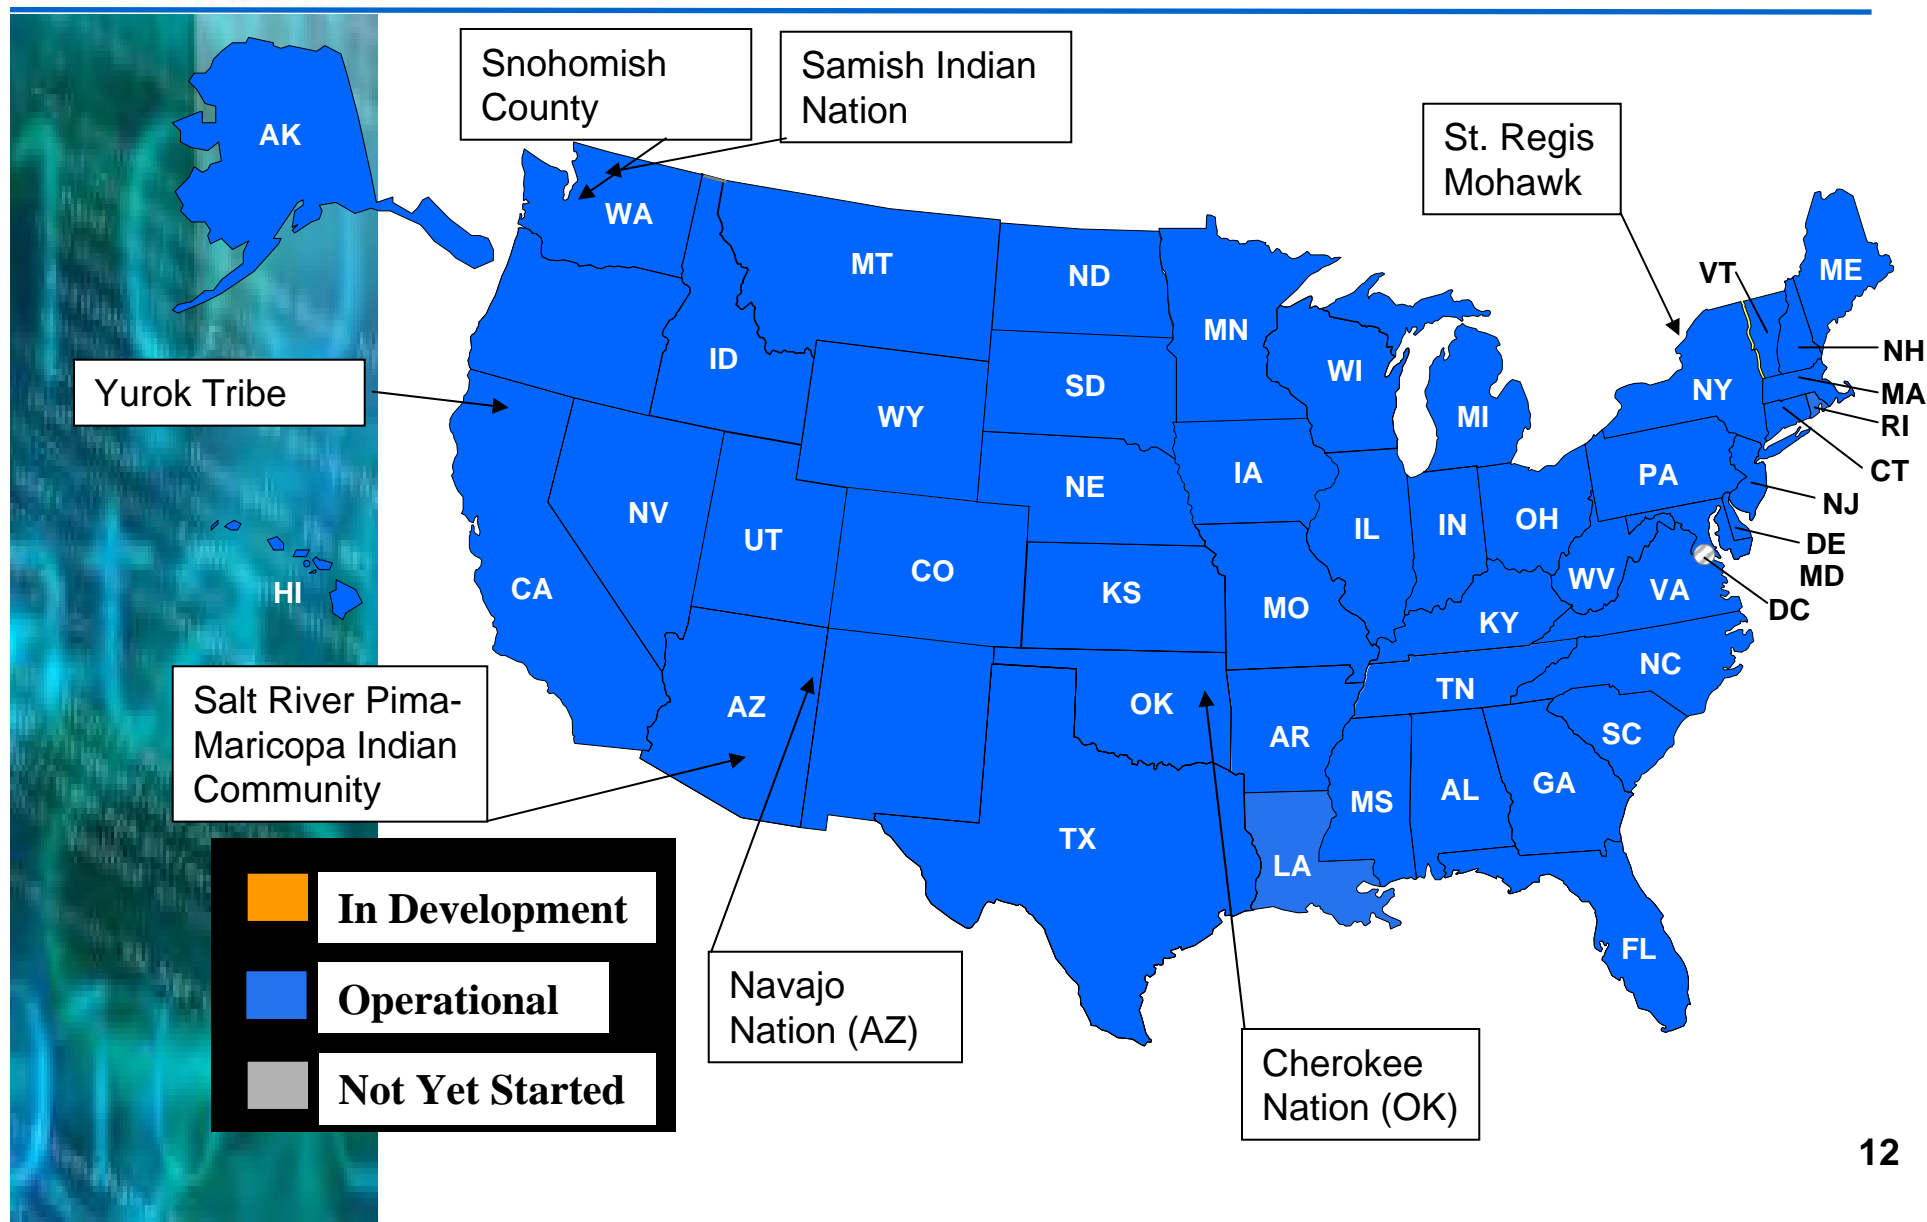 Snohomish
County
Samish Indian
Nation
St. Regis
Mohawk
AK
WA
MT
ND
MN
VT
ME
ID
SD
WI
NH
Yurok Tribe
WY
MI
NY
MA
RI
CT
NE
IA
PA
NJ
NV
UT
IL
IN
OH
DE
MD
HI
CA
CO
KS
MO
WV
VA
DC
KY
NC
Salt River Pima-
Maricopa Indian
Community
AZ
OK
TN
AR
SC
MS
AL
GA
TX
LA
FL
In Development
Operational
Not Yet Started
Navajo
Nation (AZ)
Cherokee
Nation (OK)
12